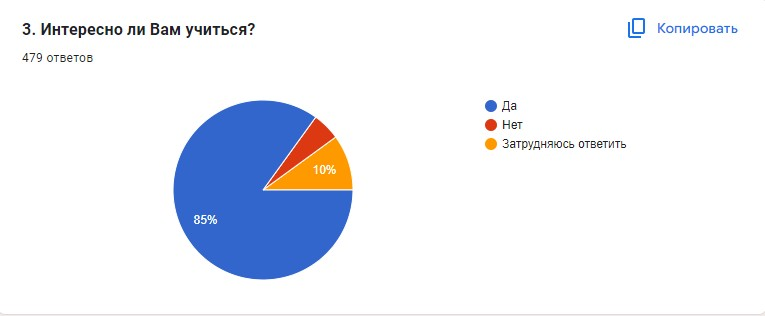 3. Интересно ли Вам учиться?
Копировать
479 ответов
Да
Нет
Затрудняюсь ответить
10%
85%